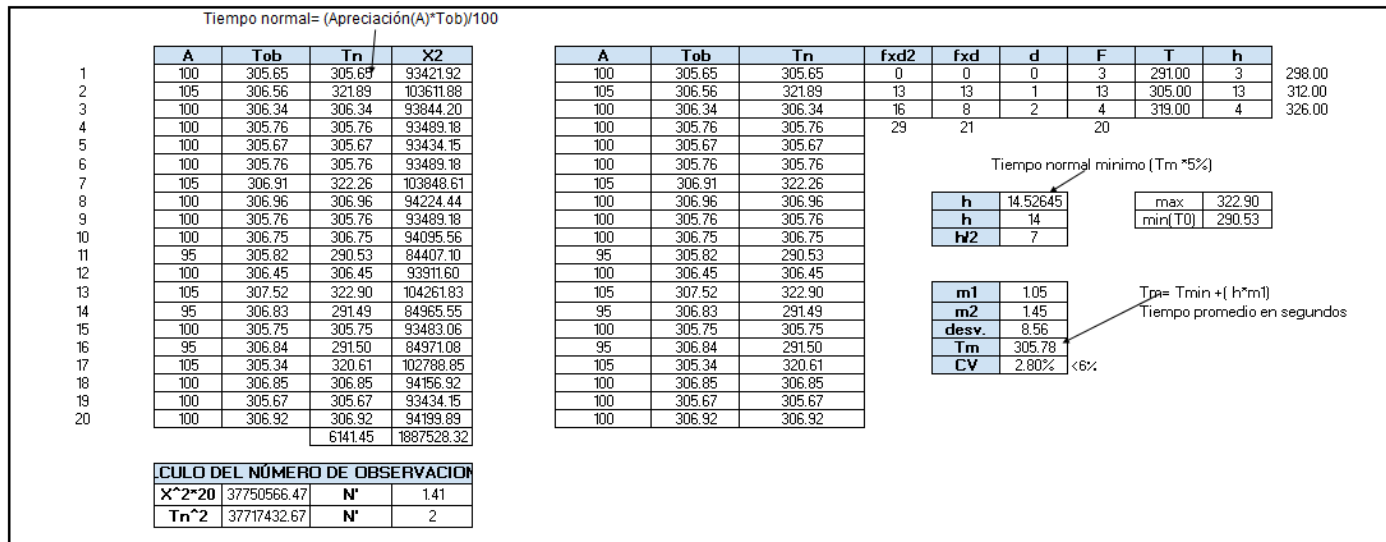 Tiempo normal= (Apreciación(A)*Tob)/100
A Tob Tn X2 A Tob Tn fxd2 fxd d F T h
1 100 305.65 305.65 93421.92 100 305.65 305.65 0 0 0 3 291.00 3 298.00
2 105 306.56 321.89 103611.88 105 306.56 321.89 13 13 1 13 305.00 13 312.00
3 100 306.34 306.34 93844.20 100 306.34 306.34 16 8 2 4 319.00 4 326.00
4 100 305.76 305.76 93489.18 100 305.76 305.76 29 21 20
5 100 305.67 305.67 93434.15 100 305.67 305.67
6 100 305.76 305.76 93489.18 100 305.76 305.76 Tiempo normal minimo (Tm *5%)
7 105 306.91 322.26 103848.61 105 306.91 322.26
8 100 306.96 306.96 94224.44 100 306.96 306.96 h 14.52645 max 322.90
9 100 305.76 305.76 93489.18 100 305.76 305.76 h 14 min(T0) 290.53
10 100 306.75 306.75 94095.56 100 306.75 306.75 h/2 7
11 95 305.82 290.53 84407.10 95 305.82 290.53
12 100 306.45 306.45 93911.60 100 306.45 306.45
13 105 307.52 322.90 104261.83 105 307.52 322.90 m1 1.05 Tm= Tmin +( h*m1)
14 95 306.83 291.49 84965.55 95 306.83 291.49 m2 1.45 Tiempo promedio en segundos
15 100 305.75 305.75 93483.06 100 305.75 305.75 desv. 8.56
16 95 306.84 291.50 84971.08 95 306.84 291.50 Tm 305.78
17 105 305.34 320.61 102788.85 105 305.34 320.61 CV 2.80% <6%
18 100 306.85 306.85 94156.92 100 306.85 306.85
19 100 305.67 305.67 93434.15 100 305.67 305.67
20 100 306.92 306.92 94199.89 100 306.92 306.92
6141.45 1887528.32
LCULO DEL NÚMERO DE OBSERVACION
X^2*20 37750566.47 N' 1.41
Tn^2 37717432.67 N' 2